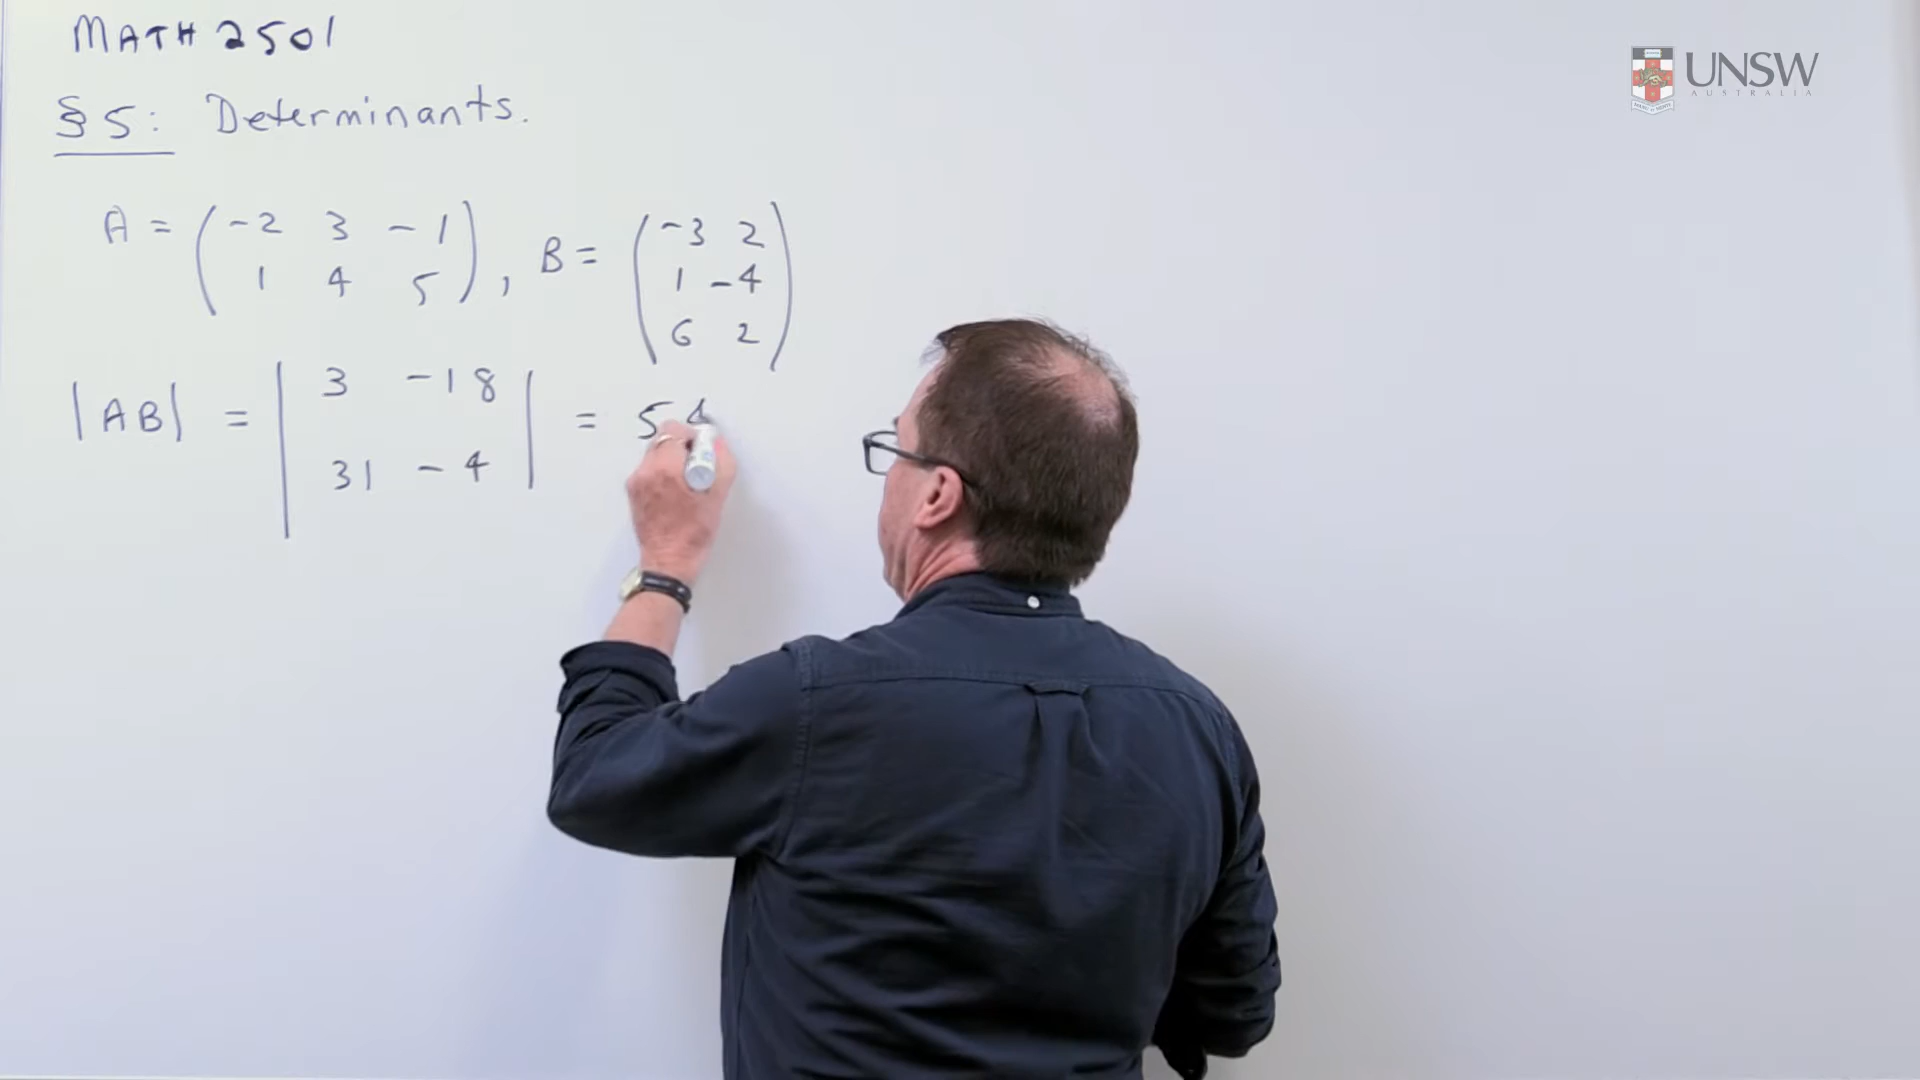 MATH 2501
§5: Determinants.
UNSW
AUSTRALIA
A = (-2 3 -1
1 4 5), B = (-3 2
1 -4
6 2)
|AB| = |3 -18
31 -4| = 54